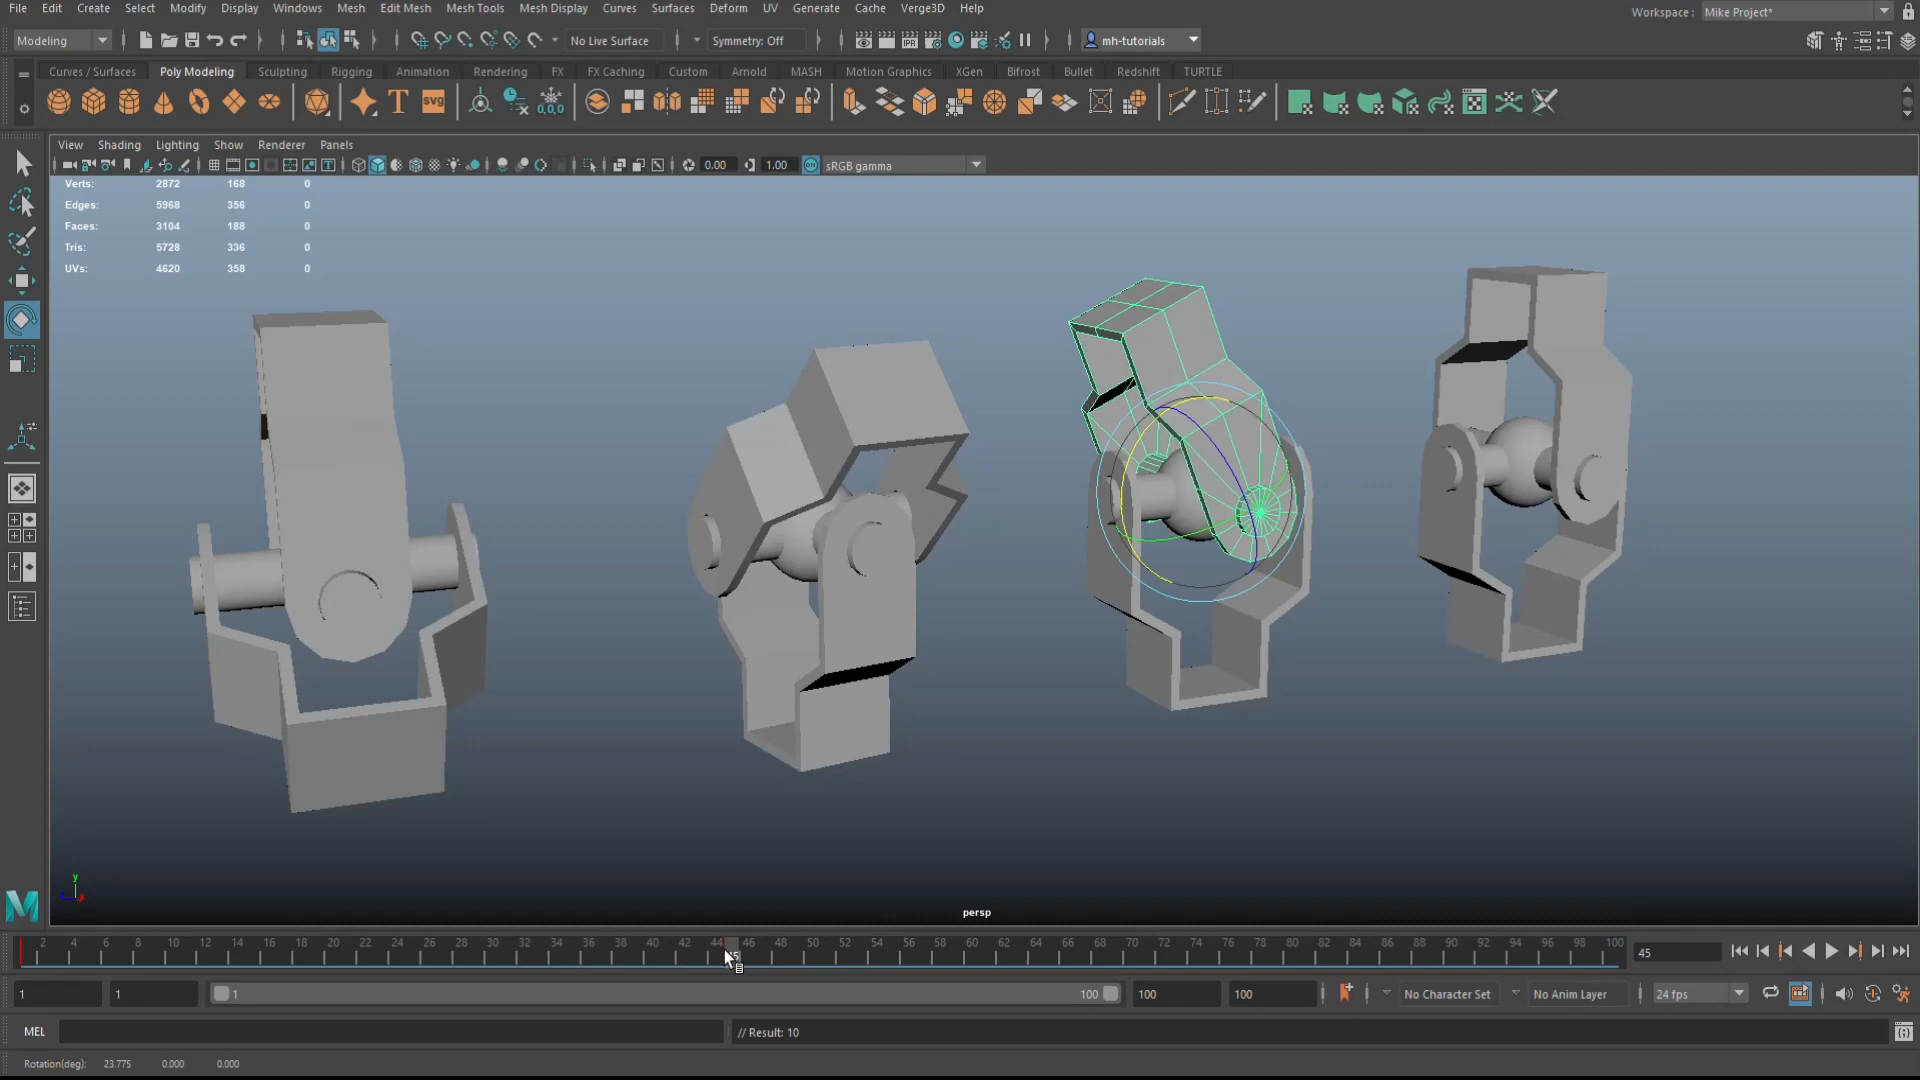 File Edit Create Select Modify Display Windows Mesh Edit Mesh Mesh Tools Mesh Display Curves Surfaces Deform UV Generate Cache Verge3D Help
Workspace : Mike Project*
Modeling No Live Surface Symmetry: Off IPR mh-tutorials
Curves / Surfaces Poly Modeling Sculpting Rigging Animation Rendering FX FX Caching Custom Arnold MASH Motion Graphics XGen Bifrost Bullet Redshift TURTLE
T svg 0,0,0
View Shading Lighting Show Renderer Panels
0.00 1.00 ON sRGB gamma
Verts: 2872 168 0
Edges: 5968 356 0
Faces: 3104 188 0
Tris: 5728 336 0
UVs: 4620 358 0
y
persp
2 4 6 8 10 12 14 16 18 20 22 24 26 28 30 32 34 36 38 40 42 44 46 48 50 52 54 56 58 60 62 64 66 68 70 72 74 76 78 80 82 84 86 88 90 92 94 96 98 100
45
1 1 1 100 100 100 No Character Set No Anim Layer 24 fps
MEL // Result: 10
Rotation(deg): 23.775 0.000 0.000